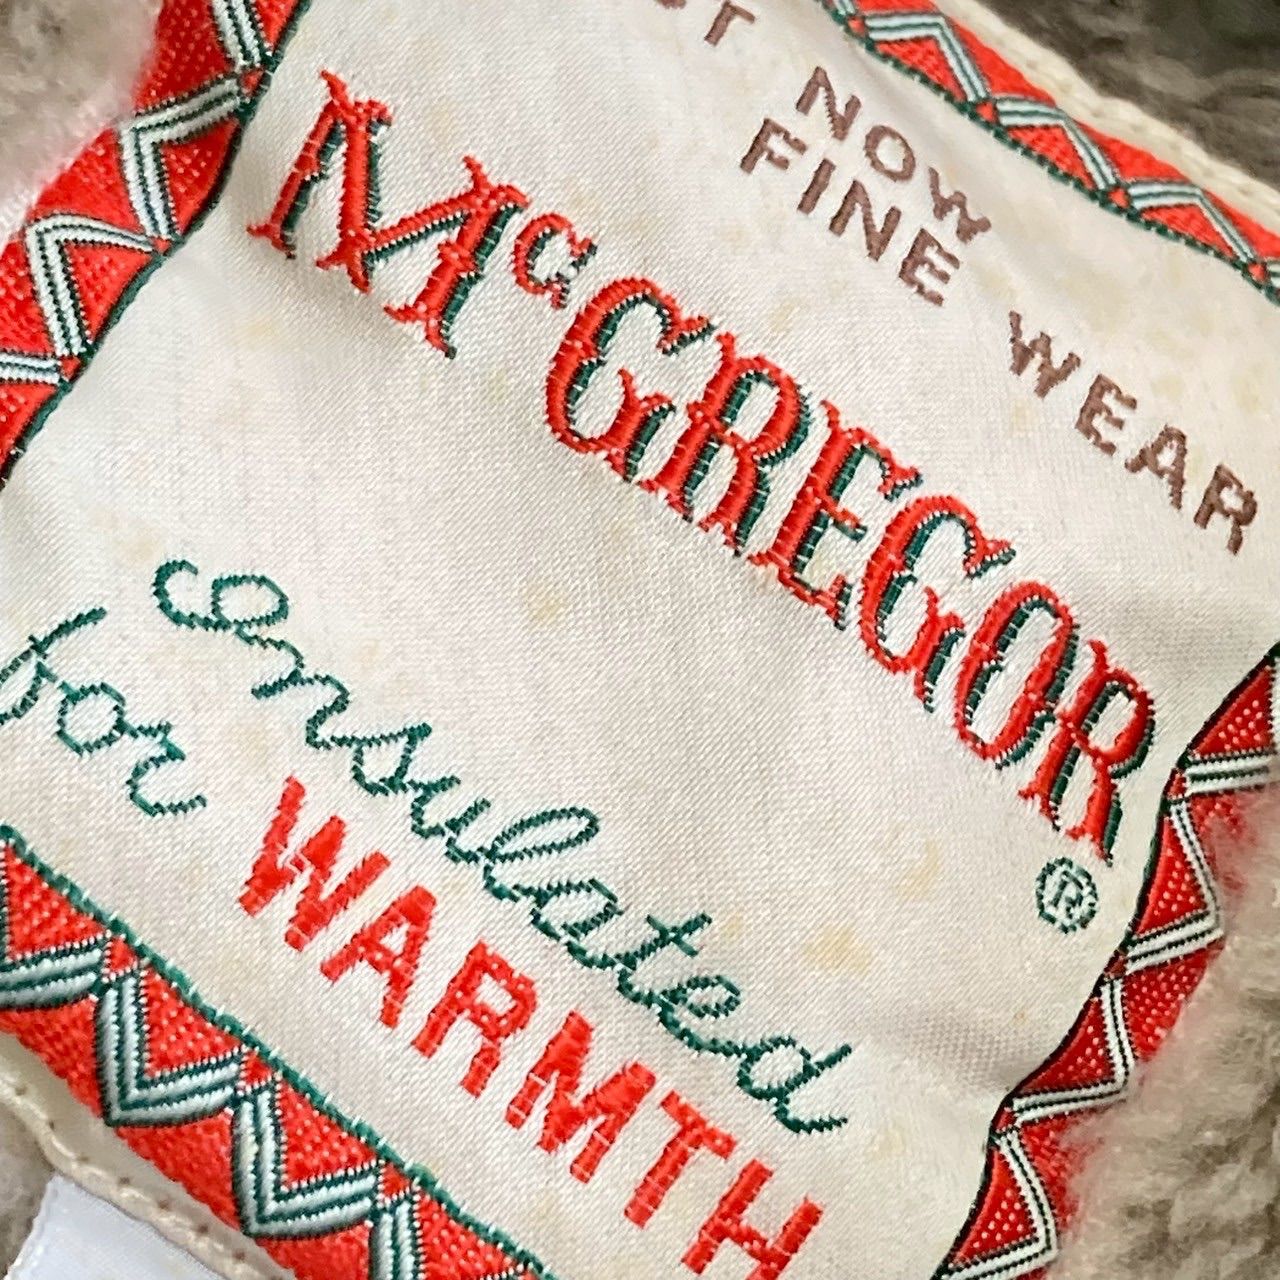 NOW
FINE WEAR
McGREGOR®
Insulated
for WARMTH